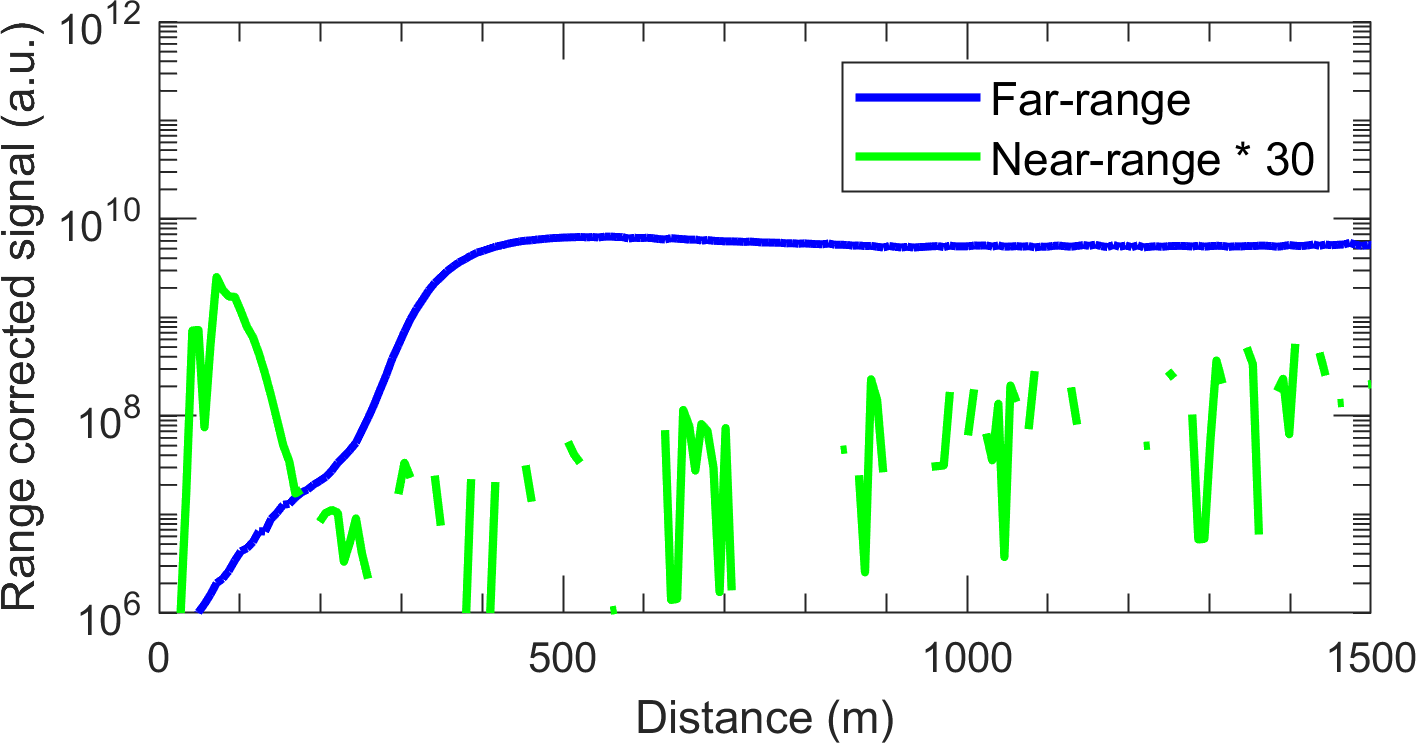 Range corrected signal (a.u.)
10^12
10^10
10^8
10^6
Far-range
Near-range * 30
0 500 1000 1500
Distance (m)